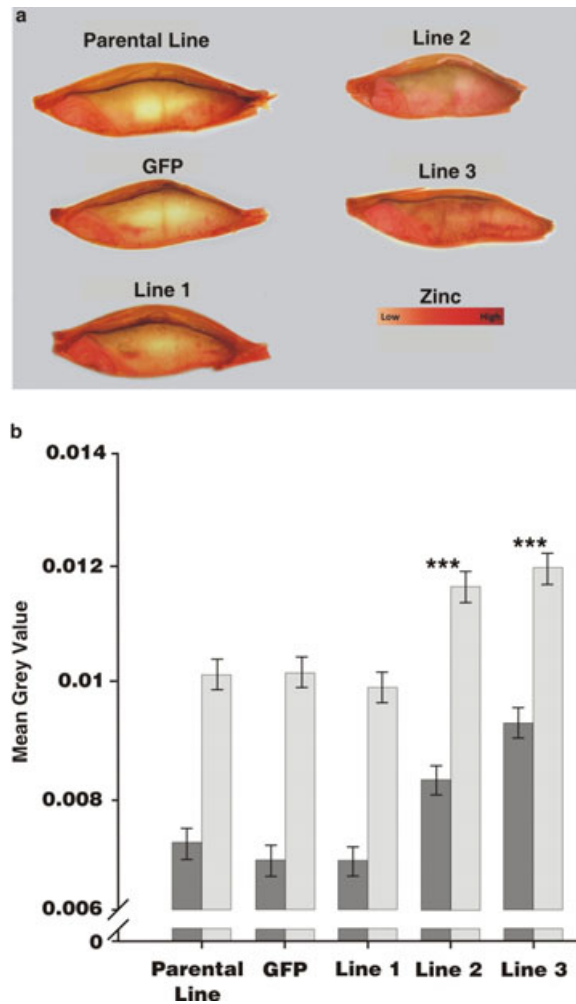 a
Parental Line
Line 2
GFP
Line 3
Line 1
Zinc
Low High
b
0.014
0.012
0.01
0.008
0.006
0
Mean Grey Value
***
***
Parental Line
GFP
Line 1
Line 2
Line 3